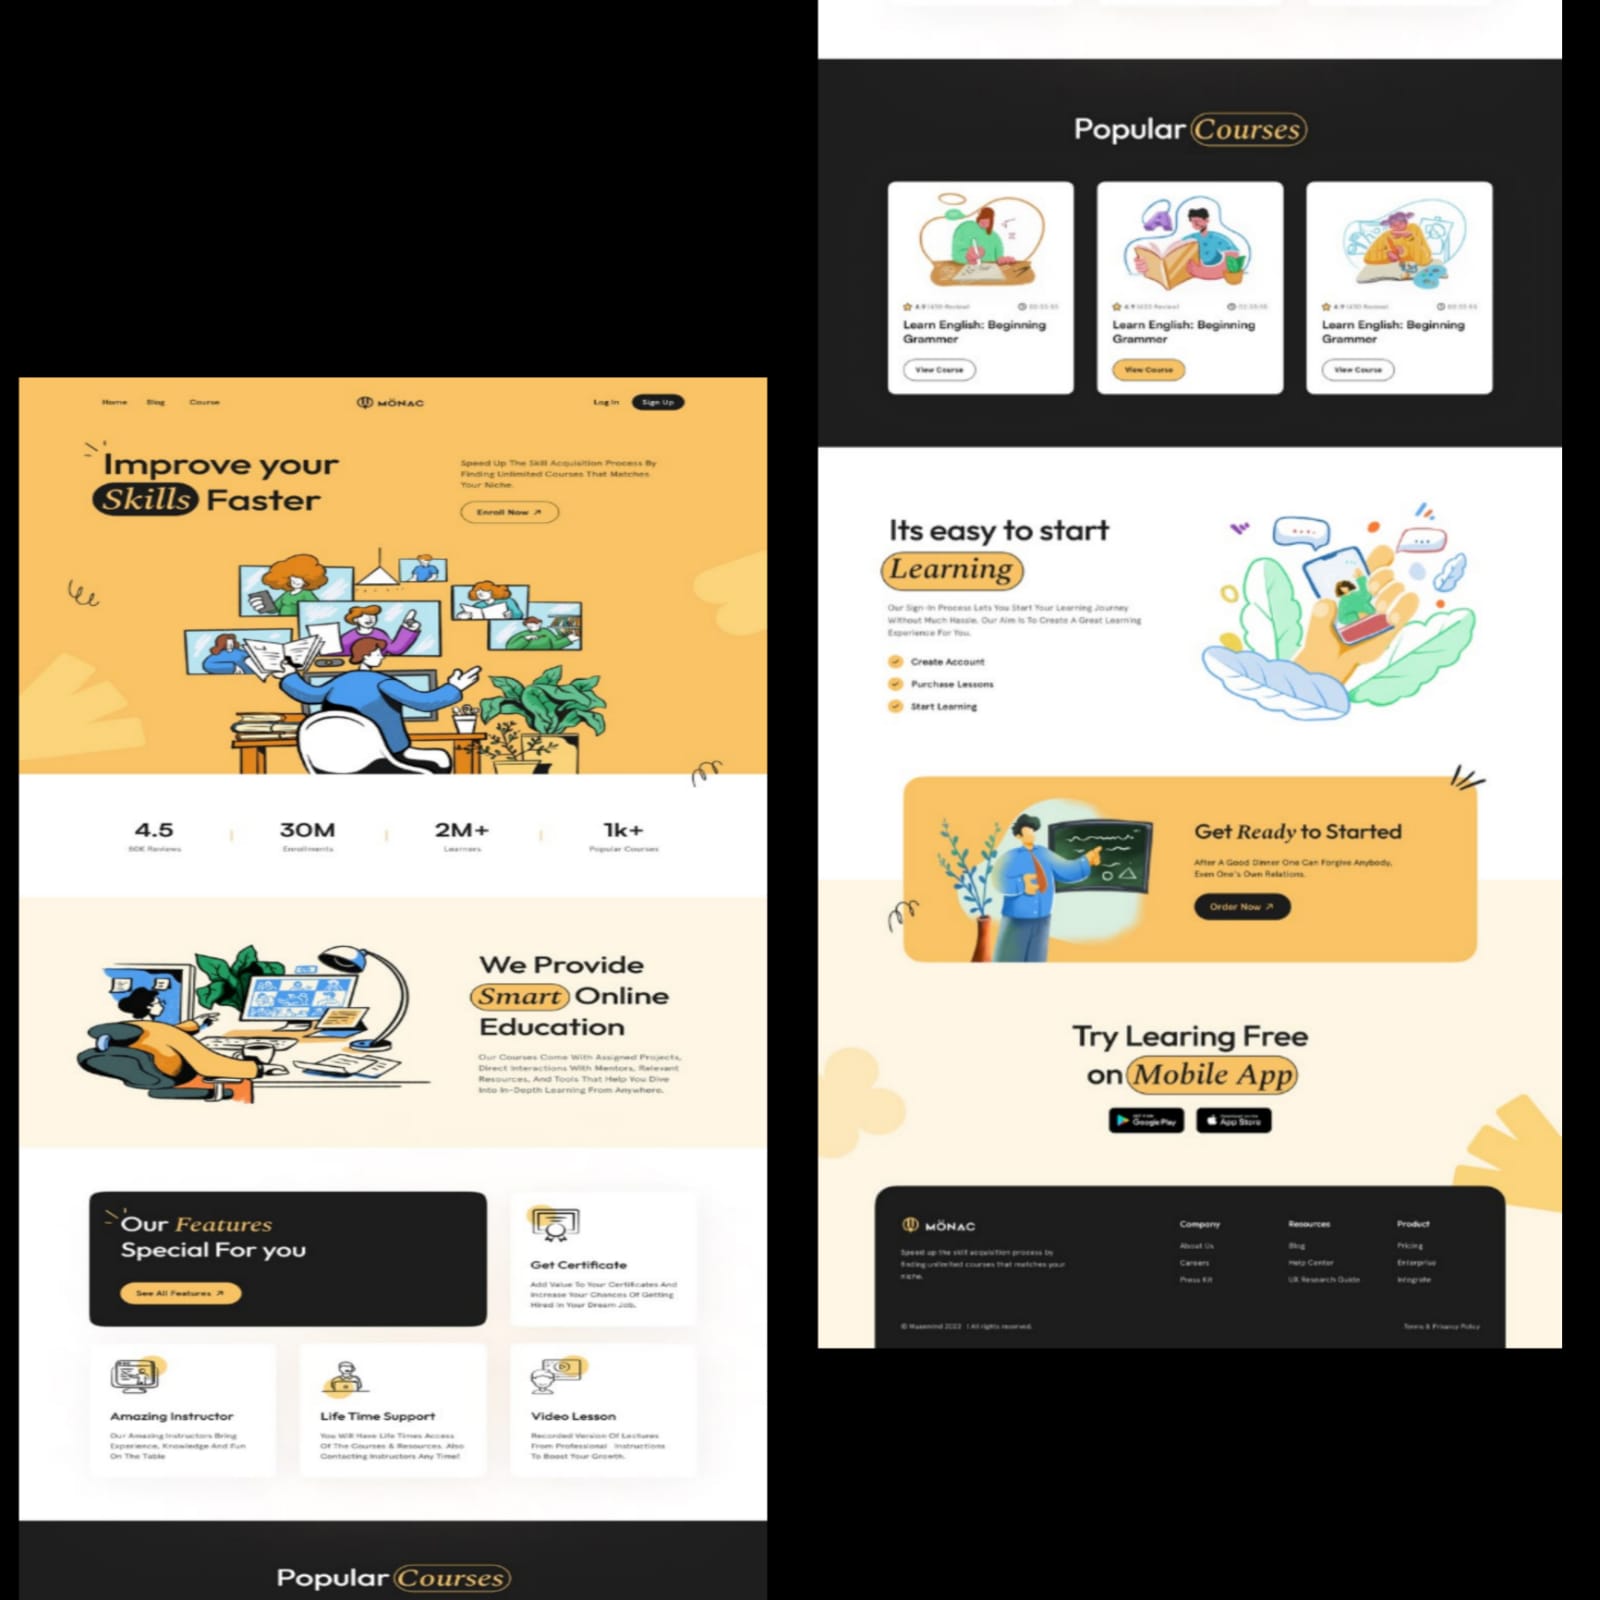 Home Blog Course MÖNAC Log In Sign Up
Improve your
Skills Faster
Speed Up The Skill Acquisition Process By
Finding Unlimited Courses That Matches
Your Niche.
Enroll Now
4.5 30M 2M+ 1k+
Reviews Enrollments Learners Popular Courses
We Provide
Smart Online
Education
Our Courses Come With Assigned Projects,
Direct Interactions With Mentors, Relevant
Resources, And Tools That Help You Dive
Into In-Depth Learning From Anywhere.
Our Features
Special For you
See All Features
Get Certificate
Add Value To Your Certificates And
Increase Your Chances Of Getting
Hired In Your Dream Job.
Amazing Instructor
Our Amazing Instructors Bring
Experience, Knowledge And Fun
On The Table
Life Time Support
You Will Have Life Times Access
Of The Courses & Resources. Also
Contacting Instructors Any Time!
Video Lesson
Recorded Version Of Lectures
From Professional Instructions
To Boost Your Growth.
Popular Courses
Popular Courses
4.9
Learn English: Beginning
Grammer
View Course
4.9
Learn English: Beginning
Grammer
View Course
4.9
Learn English: Beginning
Grammer
View Course
Its easy to start
Learning
Our Sign-In Process Lets You Start Your Learning Journey
Without Much Hassle. Our Aim Is To Create A Great Learning
Experience For You.
Create Account
Purchase Lessons
Start Learning
Get Ready to Started
After A Good Dinner One Can Forgive Anybody,
Even One's Own Relations.
Order Now
Try Learing Free
on Mobile App
GET IT ON
Google Play
Download on the
App Store
MÖNAC
Speed up the skill acquisition process by
finding unlimited courses that matches your
niche.
Company
About Us
Careers
Press Kit
Resources
Blog
Help Center
UX Research Guide
Product
Pricing
Enterprise
Integrate
© Musemind 2022 | All rights reserved.
Terms & Privacy Policy